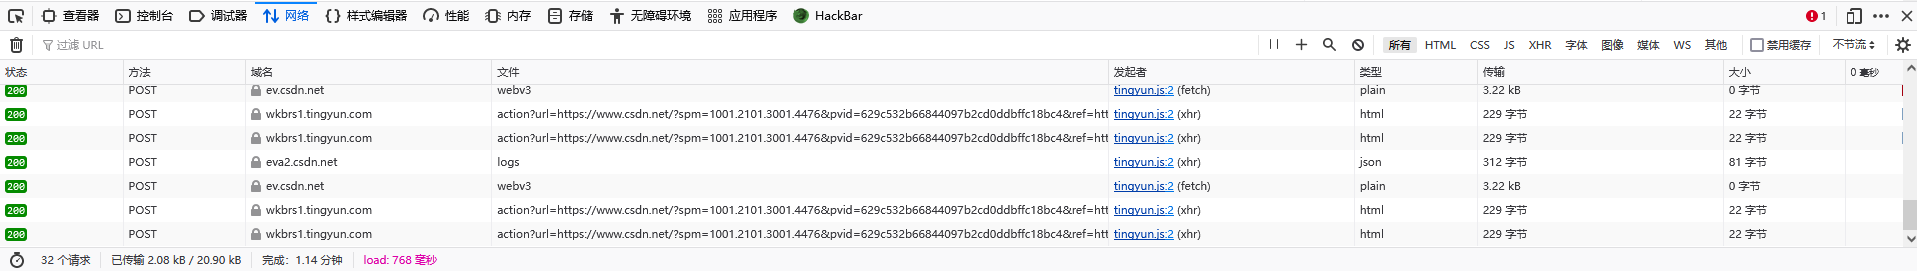 查看器 控制台 调试器 网络 样式编辑器 性能 内存 存储 无障碍环境 应用程序 HackBar 1
过滤 URL 所有 HTML CSS JS XHR 字体 图像 媒体 WS 其他 禁用缓存 不节流
状态 方法 域名 文件 发起者 类型 传输 大小 0 毫秒
200 POST ev.csdn.net webv3 tingyun.js:2 (fetch) plain 3.22 kB 0 字节
200 POST wkbrs1.tingyun.com action?url=https://www.csdn.net/?spm=1001.2101.3001.4476&pvid=629c532b66844097b2cd0ddbffc18bc4&ref=htt tingyun.js:2 (xhr) html 229 字节 22 字节
200 POST wkbrs1.tingyun.com action?url=https://www.csdn.net/?spm=1001.2101.3001.4476&pvid=629c532b66844097b2cd0ddbffc18bc4&ref=htt tingyun.js:2 (xhr) html 229 字节 22 字节
200 POST eva2.csdn.net logs tingyun.js:2 (xhr) json 312 字节 81 字节
200 POST ev.csdn.net webv3 tingyun.js:2 (fetch) plain 3.22 kB 0 字节
200 POST wkbrs1.tingyun.com action?url=https://www.csdn.net/?spm=1001.2101.3001.4476&pvid=629c532b66844097b2cd0ddbffc18bc4&ref=htt tingyun.js:2 (xhr) html 229 字节 22 字节
200 POST wkbrs1.tingyun.com action?url=https://www.csdn.net/?spm=1001.2101.3001.4476&pvid=629c532b66844097b2cd0ddbffc18bc4&ref=htt tingyun.js:2 (xhr) html 229 字节 22 字节
32 个请求 已传输 2.08 kB / 20.90 kB 完成：1.14 分钟 load: 768 毫秒